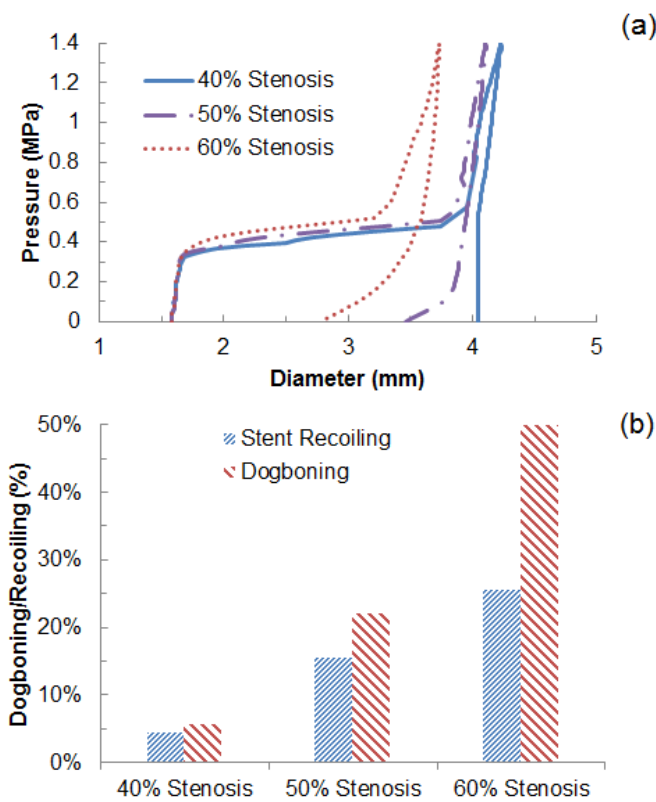 (a)
1.4
1.2
1
0.8
0.6
0.4
0.2
0
Pressure (MPa)
40% Stenosis
50% Stenosis
60% Stenosis
1 2 3 4 5
Diameter (mm)
(b)
50%
40%
30%
20%
10%
0%
Dogboning/Recoiling (%)
Stent Recoiling
Dogboning
40% Stenosis 50% Stenosis 60% Stenosis